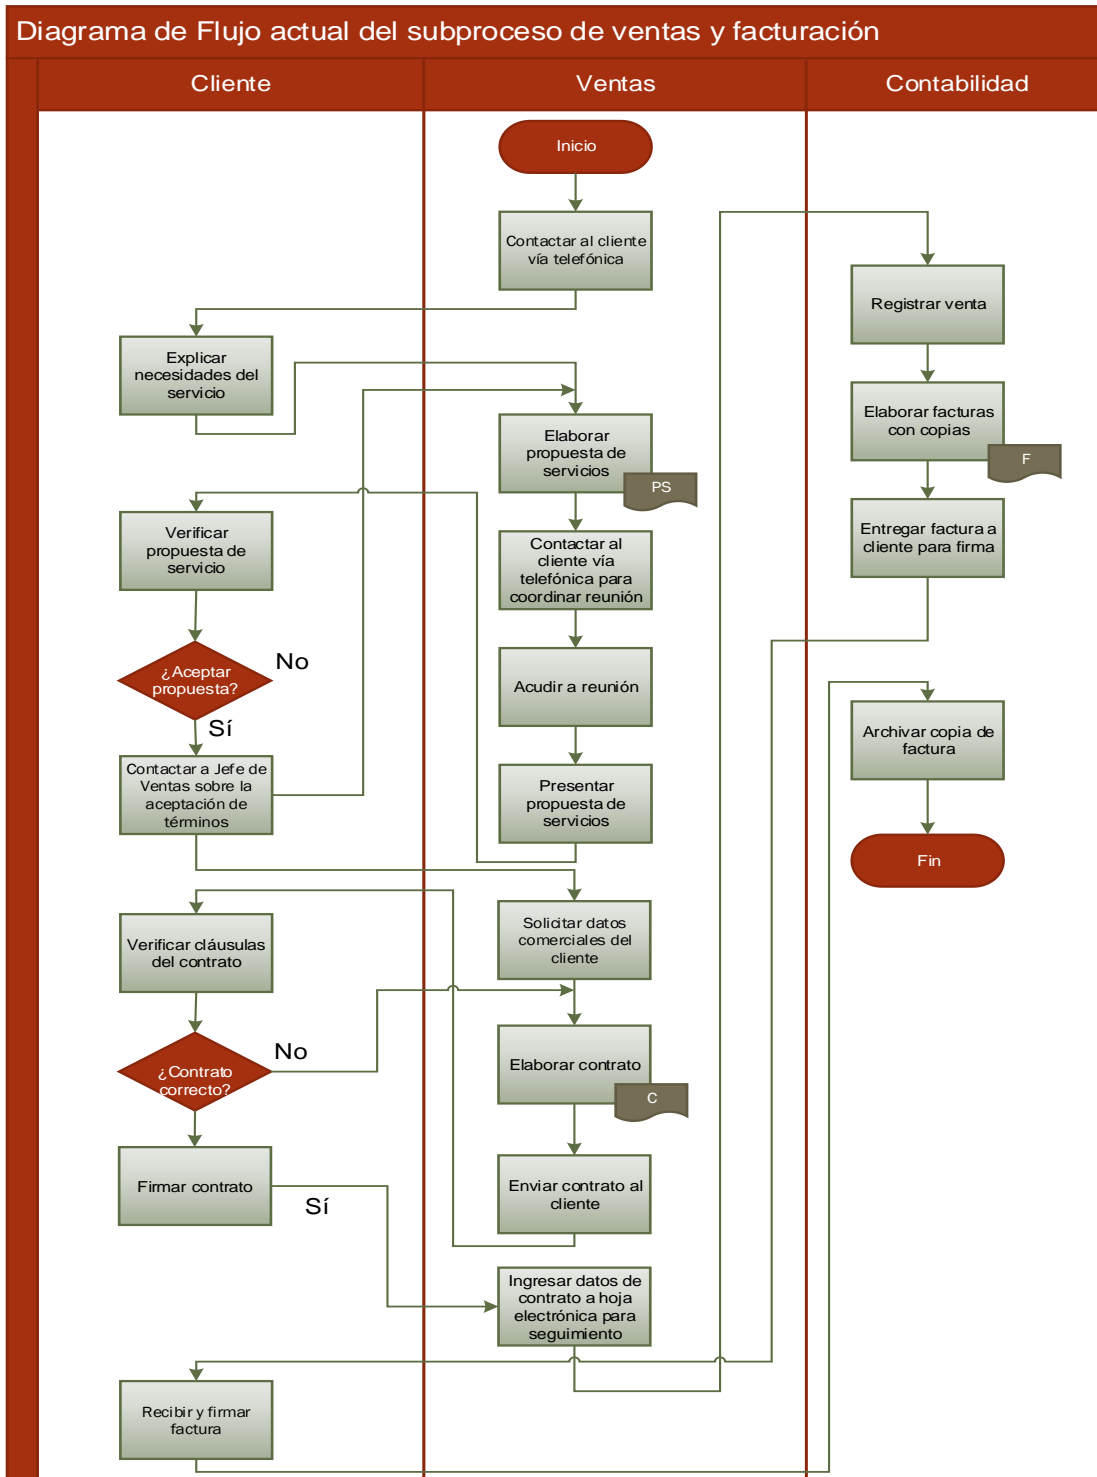 Diagrama de Flujo actual del subproceso de ventas y facturación
Cliente
Ventas
Contabilidad
Inicio
Contactar al cliente
vía telefónica
Registrar venta
Explicar
necesidades del
servicio
Elaborar facturas
con copias
F
Elaborar
propuesta de
servicios
PS
Verificar
propuesta de
servicio
Contactar al
cliente vía
telefónica para
coordinar reunión
Entregar factura a
cliente para firma
¿Aceptar
propuesta?
No
Sí
Acudir a reunión
Archivar copia de
factura
Contactar a Jefe de
Ventas sobre la
aceptación de
términos
Presentar
propuesta de
servicios
Fin
Verificar cláusulas
del contrato
Solicitar datos
comerciales del
cliente
¿Contrato
correcto?
No
Elaborar contrato
C
Firmar contrato
Sí
Enviar contrato al
cliente
Ingresar datos de
contrato a hoja
electrónica para
seguimiento
Recibir y firmar
factura